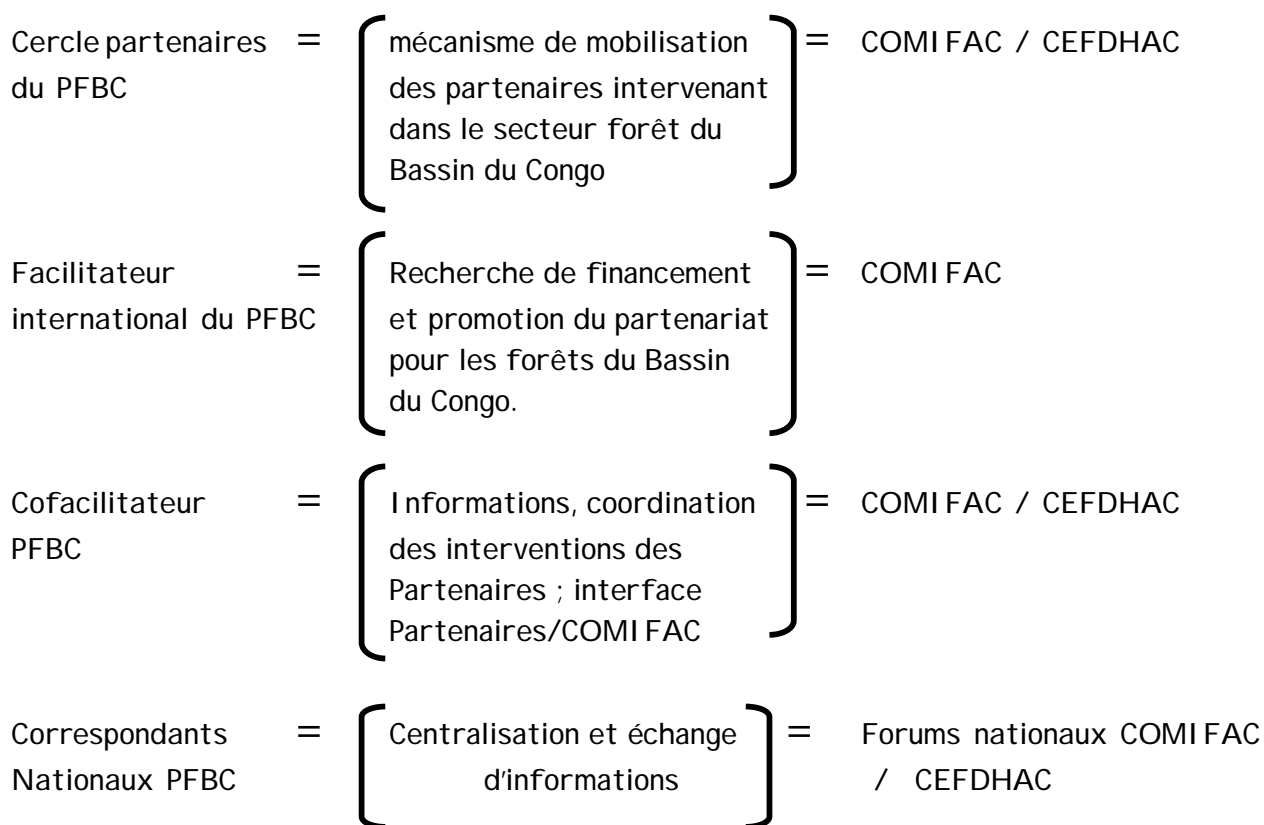 Cercle partenaires = mécanisme de mobilisation = COMIFAC / CEFDHAC
du PFBC des partenaires intervenant
dans le secteur forêt du
Bassin du Congo
Facilitateur = Recherche de financement = COMIFAC
international du PFBC et promotion du partenariat
pour les forêts du Bassin
du Congo.
Cofacilitateur = Informations, coordination = COMIFAC / CEFDHAC
PFBC des interventions des
Partenaires ; interface
Partenaires/COMIFAC
Correspondants = Centralisation et échange = Forums nationaux COMIFAC
Nationaux PFBC d'informations / CEFDHAC